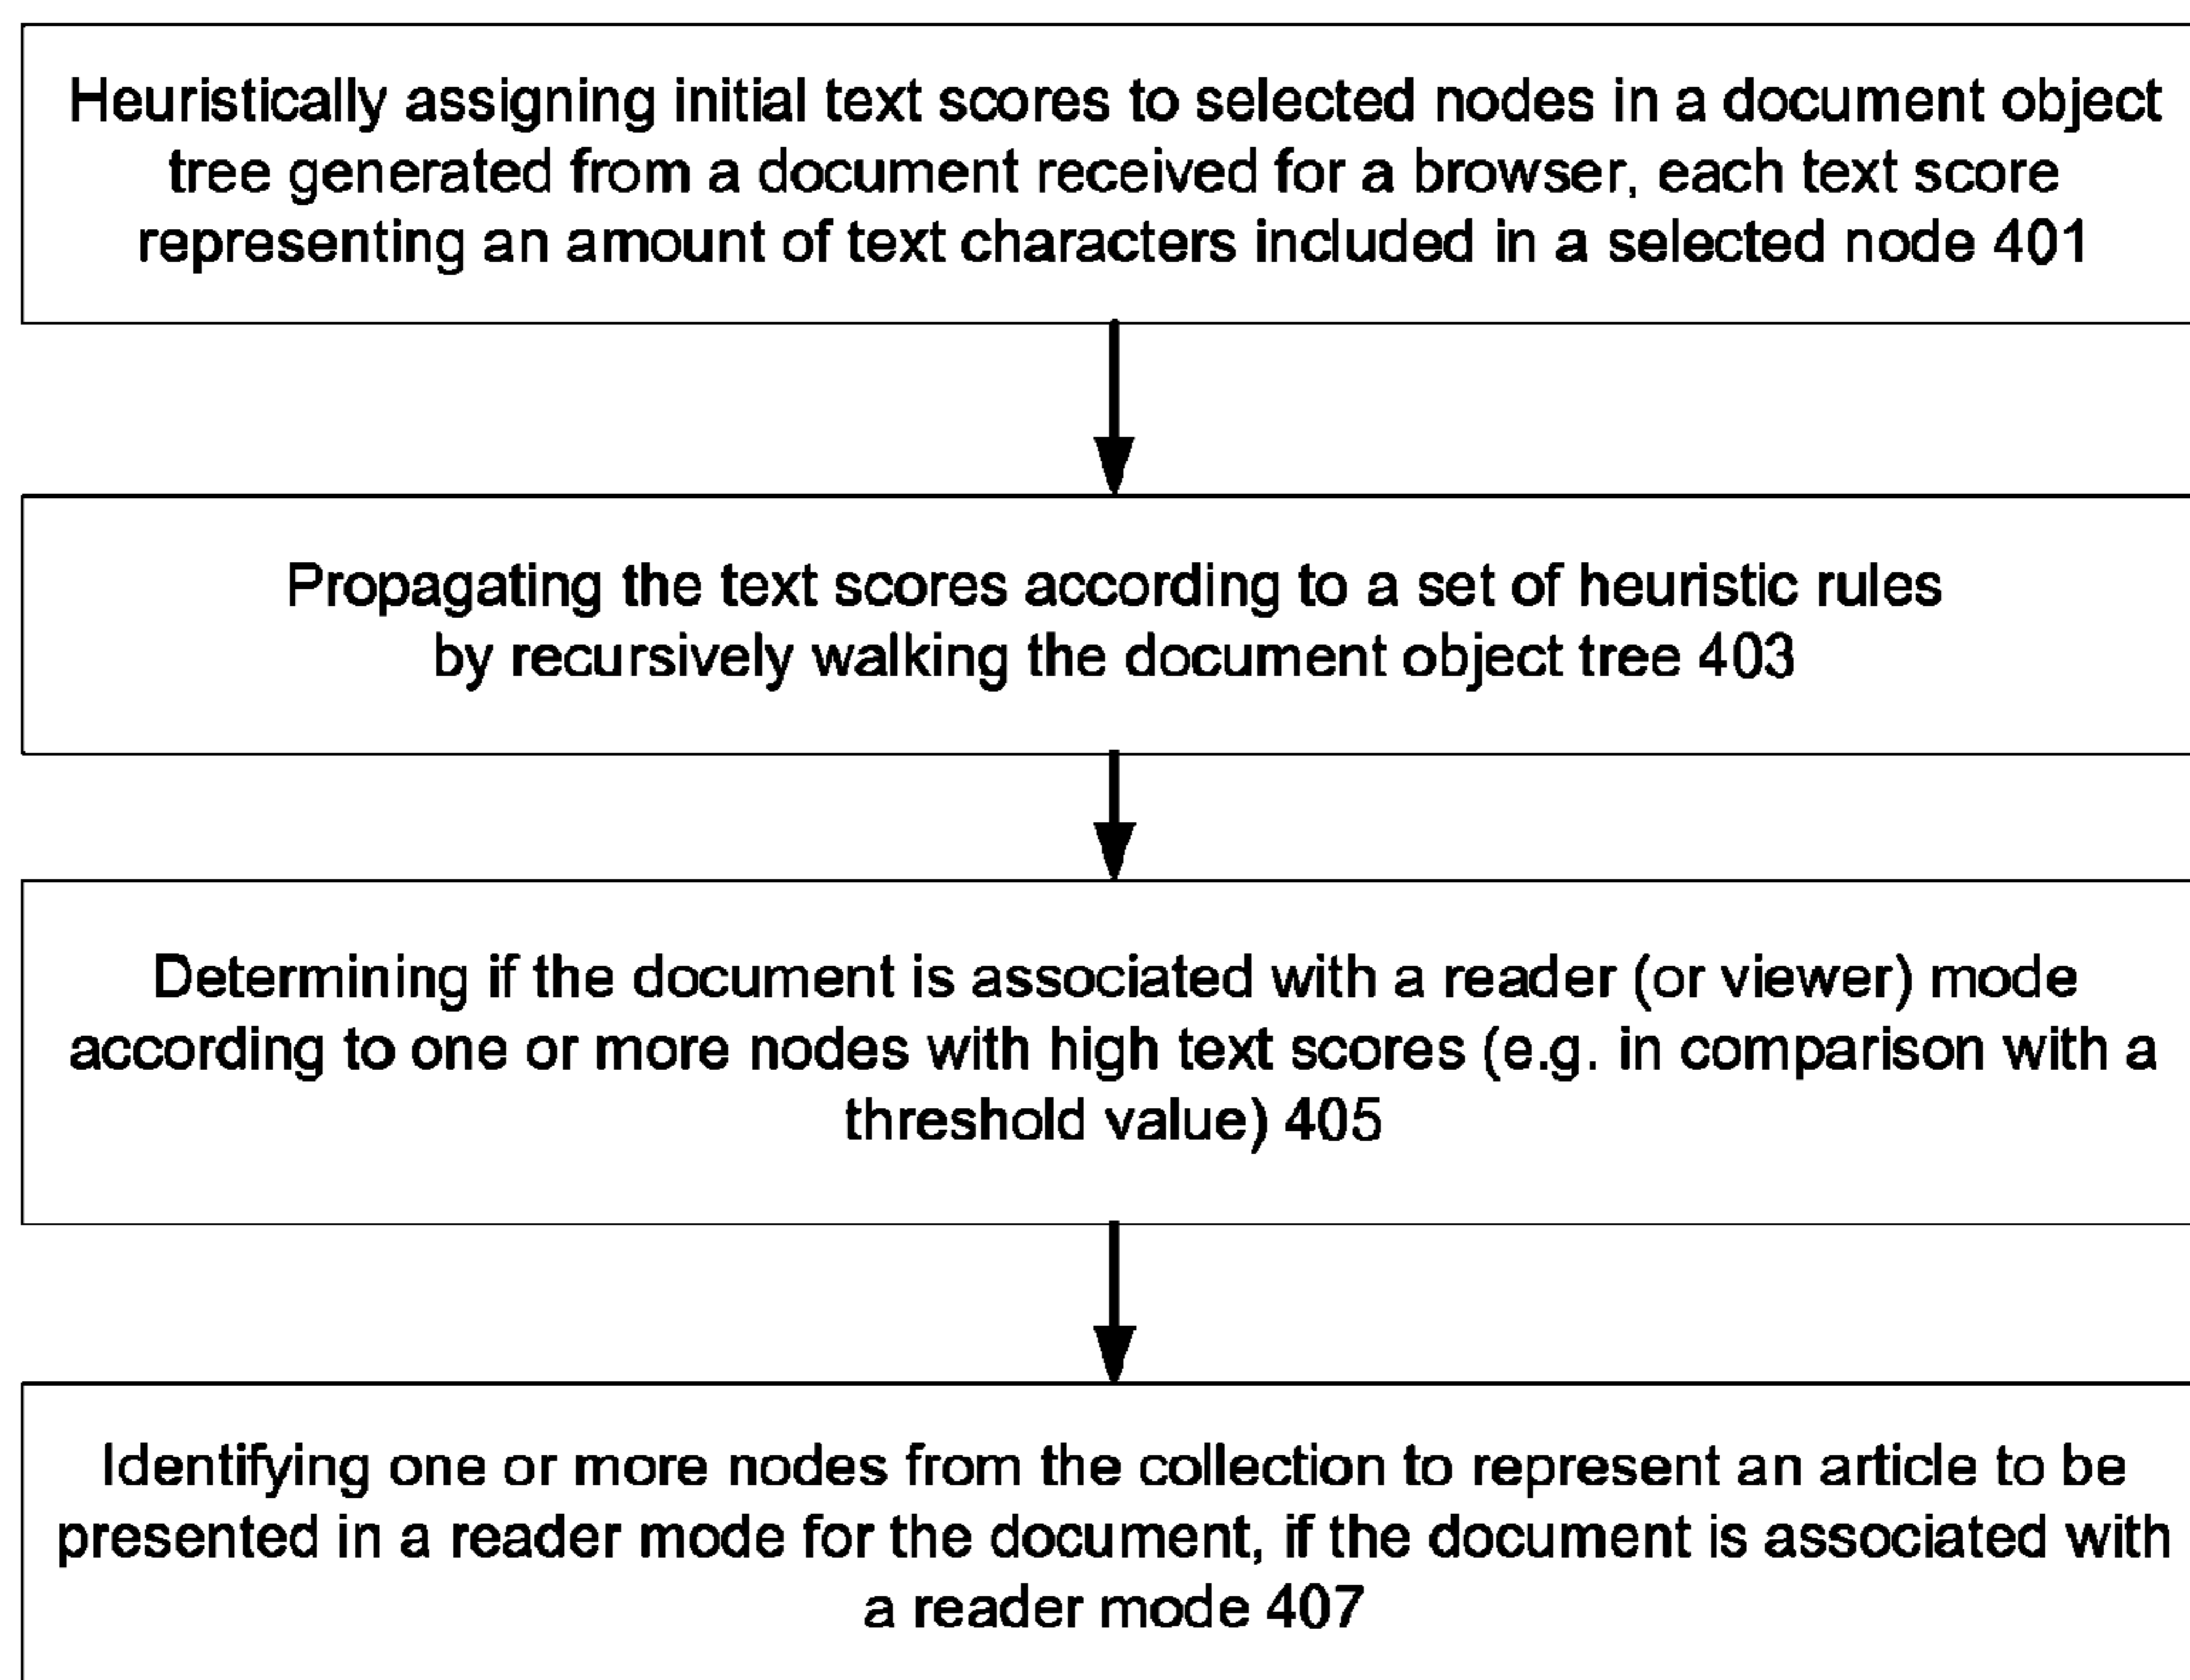 Heuristically assigning initial text scores to selected nodes in a document object
tree generated from a document received for a browser, each text score
representing an amount of text characters included in a selected node 401
Propagating the text scores according to a set of heuristic rules
by recursively walking the document object tree 403
Determining if the document is associated with a reader (or viewer) mode
according to one or more nodes with high text scores (e.g. in comparison with a
threshold value) 405
Identifying one or more nodes from the collection to represent an article to be
presented in a reader mode for the document, if the document is associated with
a reader mode 407